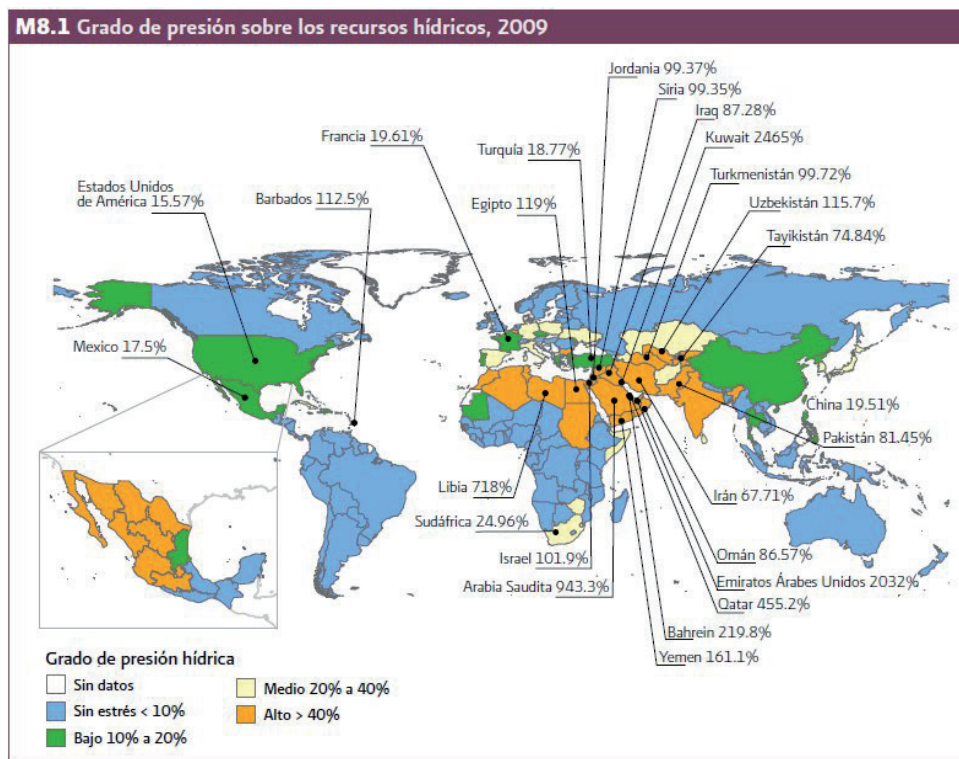 M8.1 Grado de presión sobre los recursos hídricos, 2009
Jordania 99.37%
Siria 99.35%
Iraq 87.28%
Francia 19.61%
Kuwait 2465%
Turquía 18.77%
Turkmenistán 99.72%
Estados Unidos
de América 15.57%
Barbados 112.5%
Egipto 119%
Uzbekistán 115.7%
Tayikistán 74.84%
Mexico 17.5%
China 19.51%
Pakistán 81.45%
Libia 718%
Irán 67.71%
Sudáfrica 24.96%
Israel 101.9%
Omán 86.57%
Arabia Saudita 943.3%
Emiratos Árabes Unidos 2032%
Qatar 455.2%
Bahrein 219.8%
Yemen 161.1%
Grado de presión hídrica
Sin datos
Medio 20% a 40%
Sin estrés < 10%
Alto > 40%
Bajo 10% a 20%